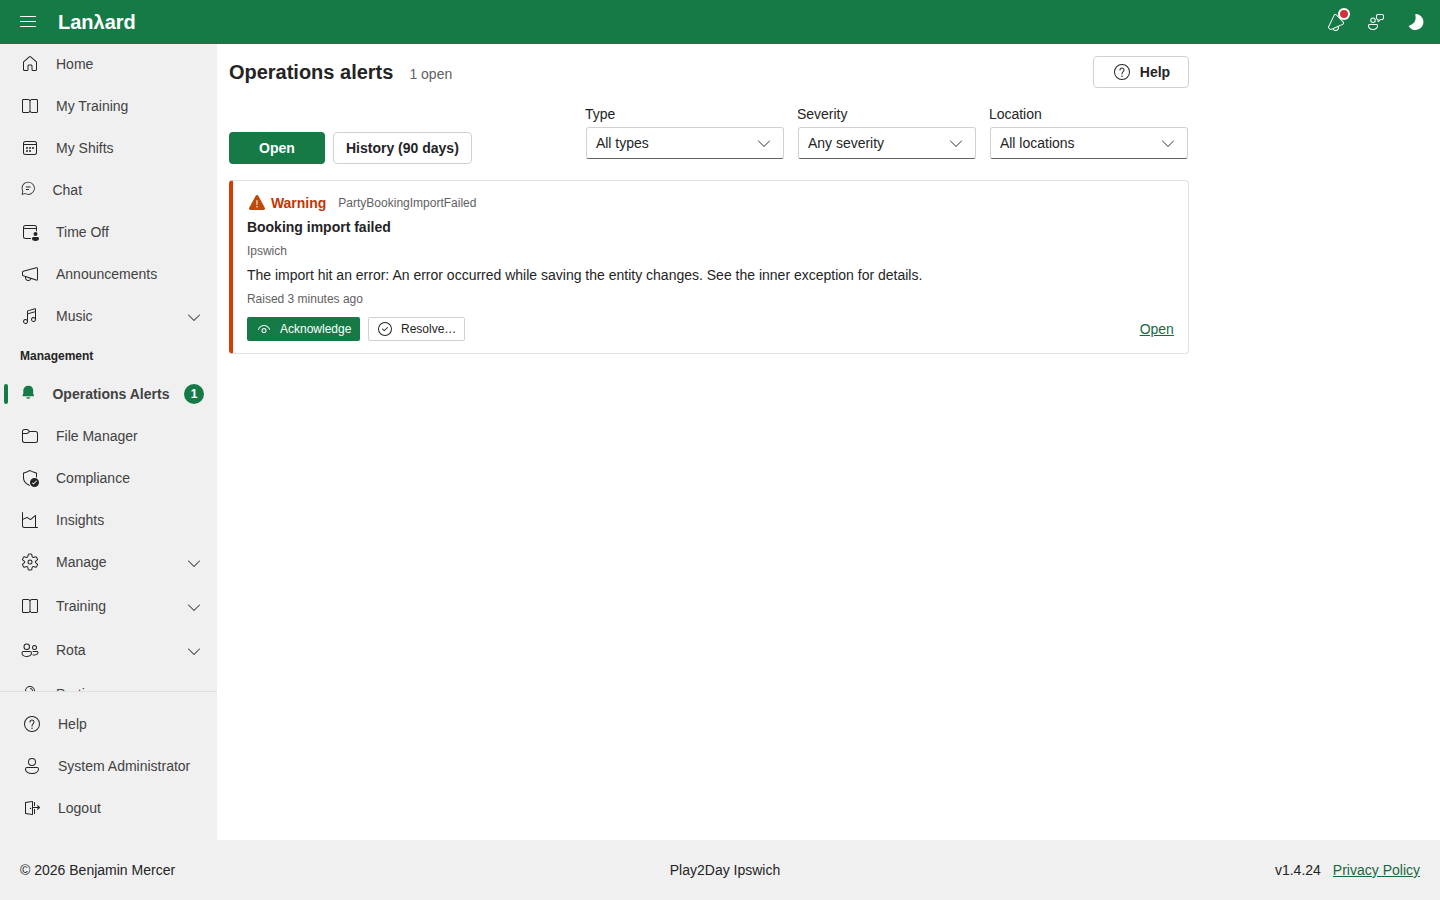 Lanλard
Home
My Training
My Shifts
Chat
Time Off
Announcements
Music
Management
Operations Alerts 1
File Manager
Compliance
Insights
Manage
Training
Rota
Help
System Administrator
Logout
Operations alerts 1 open
Help
Type Severity Location
Open History (90 days) All types Any severity All locations
Warning PartyBookingImportFailed
Booking import failed
Ipswich
The import hit an error: An error occurred while saving the entity changes. See the inner exception for details.
Raised 3 minutes ago
Acknowledge Resolve… Open
© 2026 Benjamin Mercer Play2Day Ipswich v1.4.24 Privacy Policy